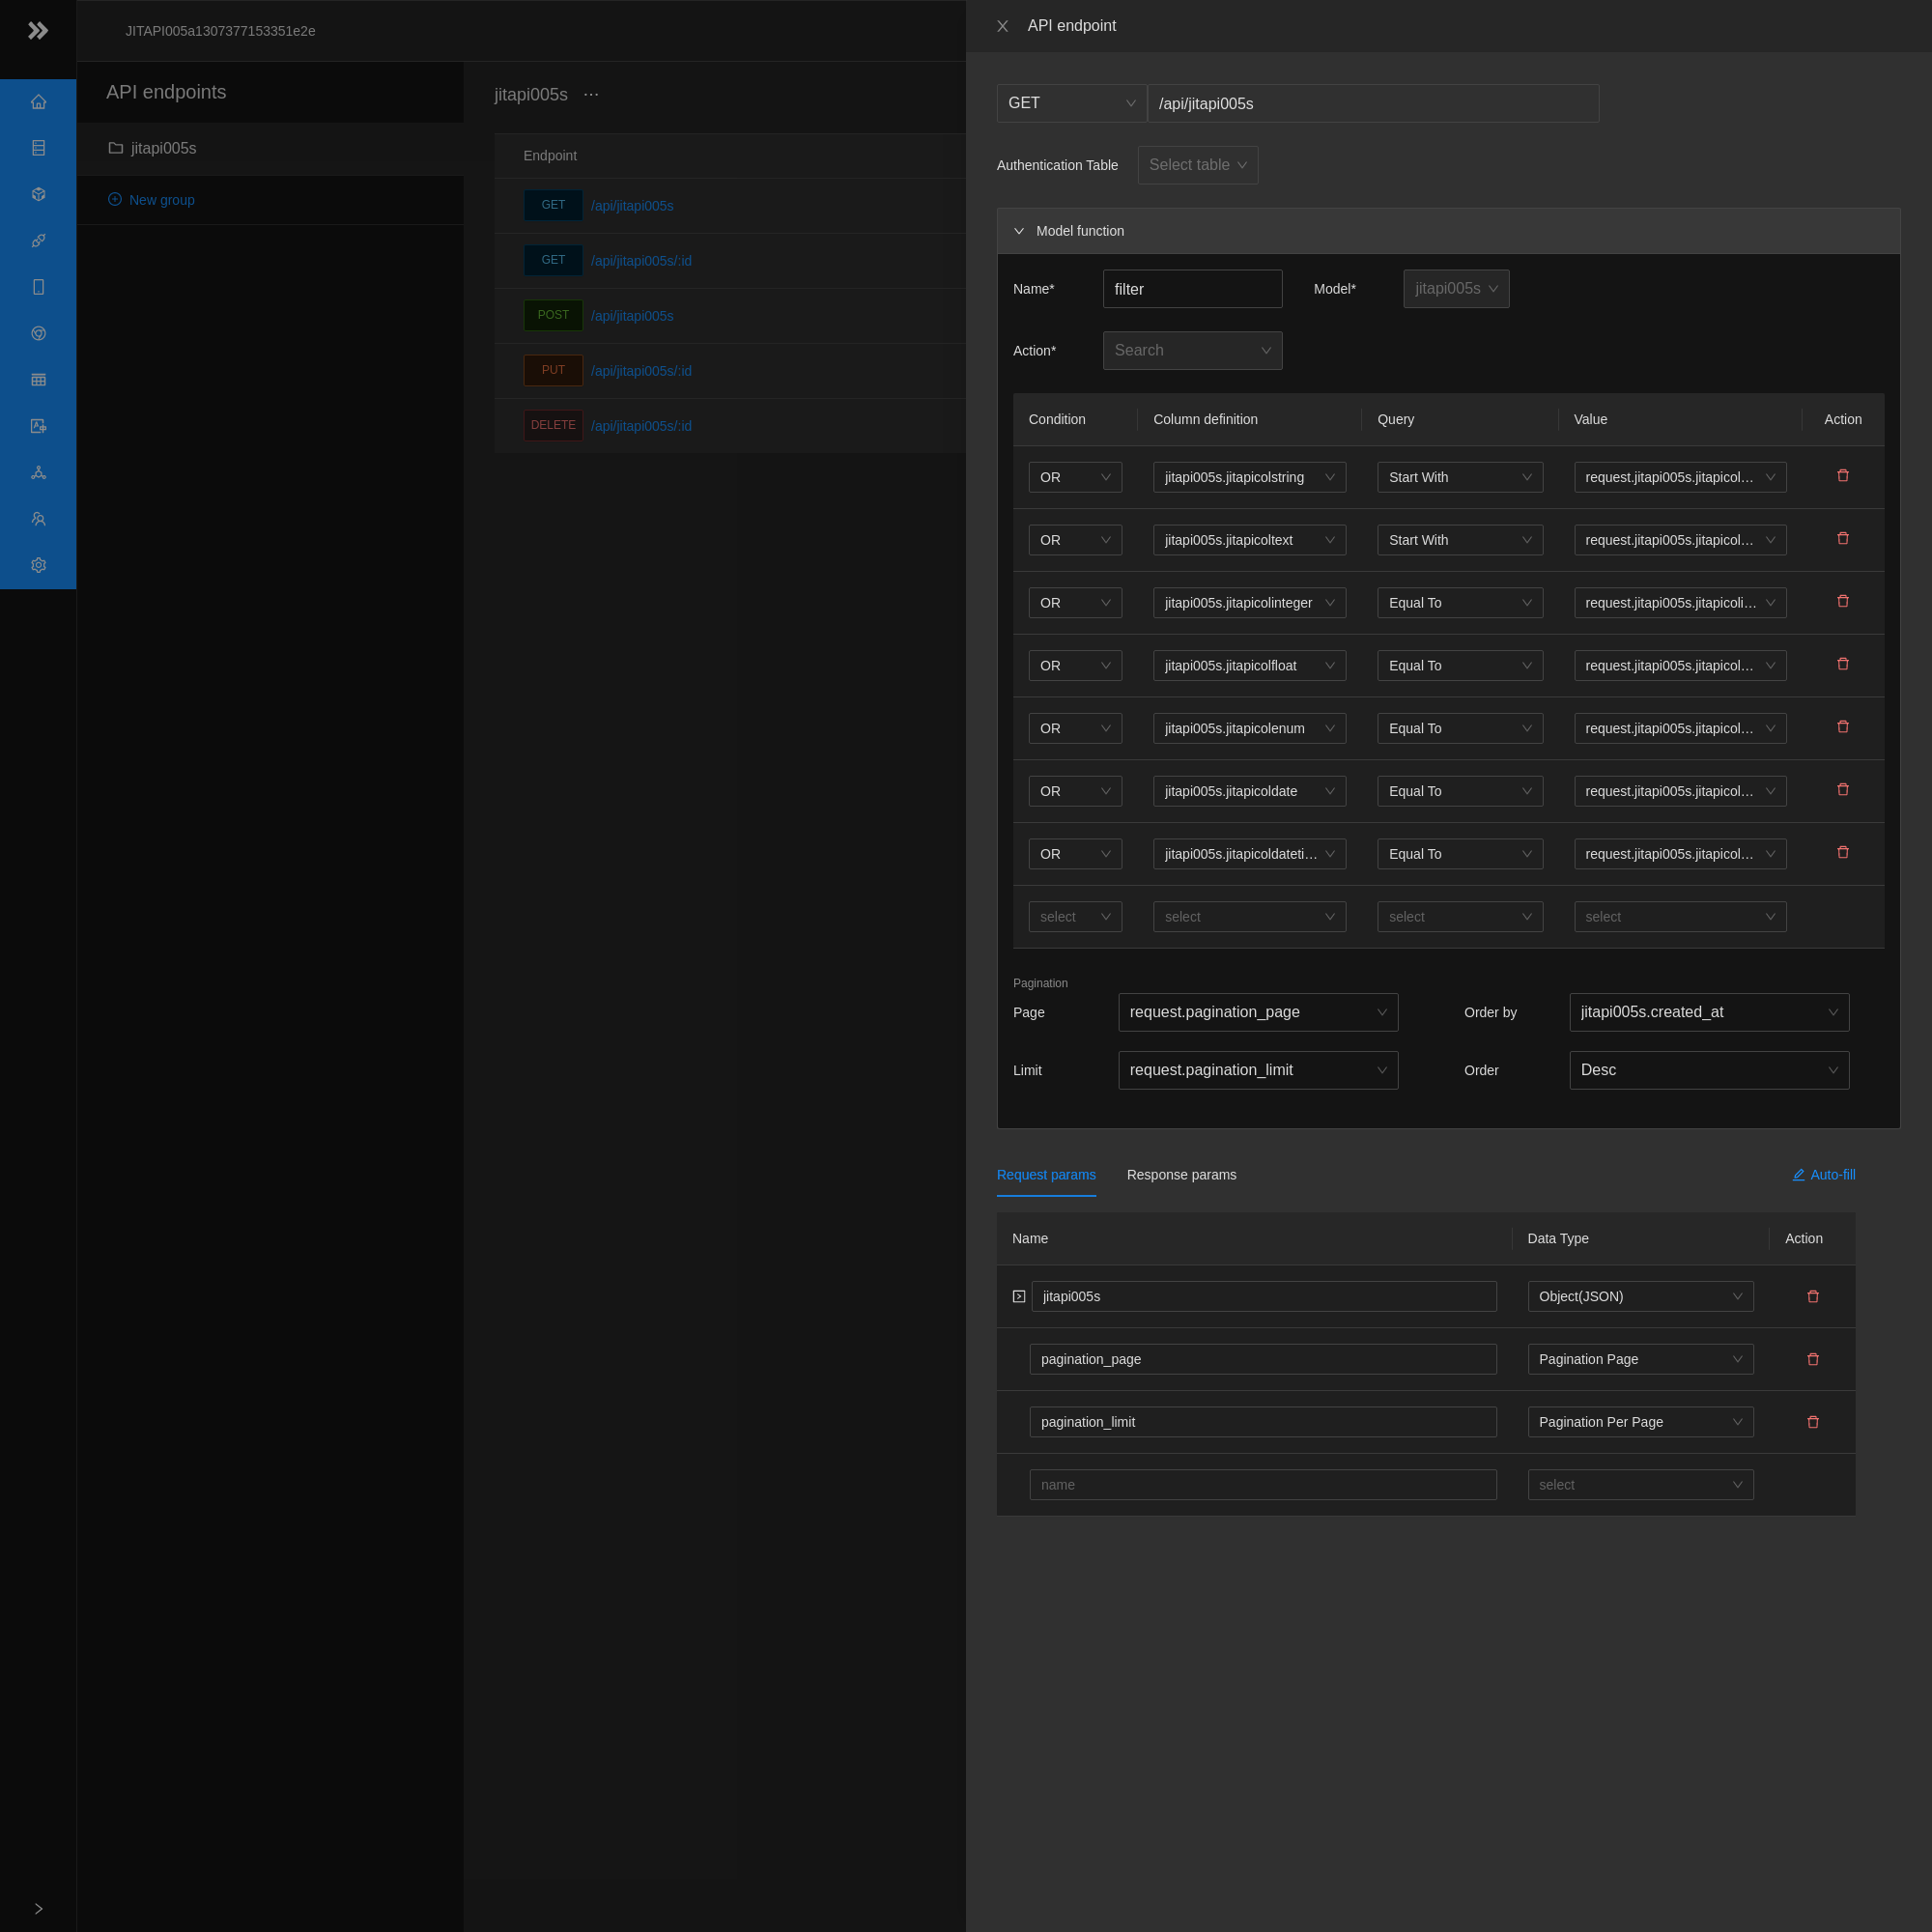 JITAPI005a1307377153351e2e
API endpoints
jitapi005s
New group
jitapi005s ···
Endpoint
GET /api/jitapi005s
GET /api/jitapi005s/:id
POST /api/jitapi005s
PUT /api/jitapi005s/:id
DELETE /api/jitapi005s/:id
API endpoint
GET /api/jitapi005s
Authentication Table Select table
Model function
Name* filter Model* jitapi005s
Action* Search
Condition Column definition Query Value Action
OR jitapi005s.jitapicolstring Start With request.jitapi005s.jitapicol…
OR jitapi005s.jitapicoltext Start With request.jitapi005s.jitapicol…
OR jitapi005s.jitapicolinteger Equal To request.jitapi005s.jitapicoli…
OR jitapi005s.jitapicolfloat Equal To request.jitapi005s.jitapicol…
OR jitapi005s.jitapicolenum Equal To request.jitapi005s.jitapicol…
OR jitapi005s.jitapicoldate Equal To request.jitapi005s.jitapicol…
OR jitapi005s.jitapicoldateti… Equal To request.jitapi005s.jitapicol…
select select select select
Pagination
Page request.pagination_page Order by jitapi005s.created_at
Limit request.pagination_limit Order Desc
Request params Response params Auto-fill
Name Data Type Action
jitapi005s Object(JSON)
pagination_page Pagination Page
pagination_limit Pagination Per Page
name select